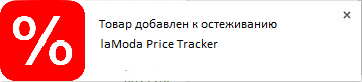 %
Товар добавлен к остеживанию
laModa Price Tracker